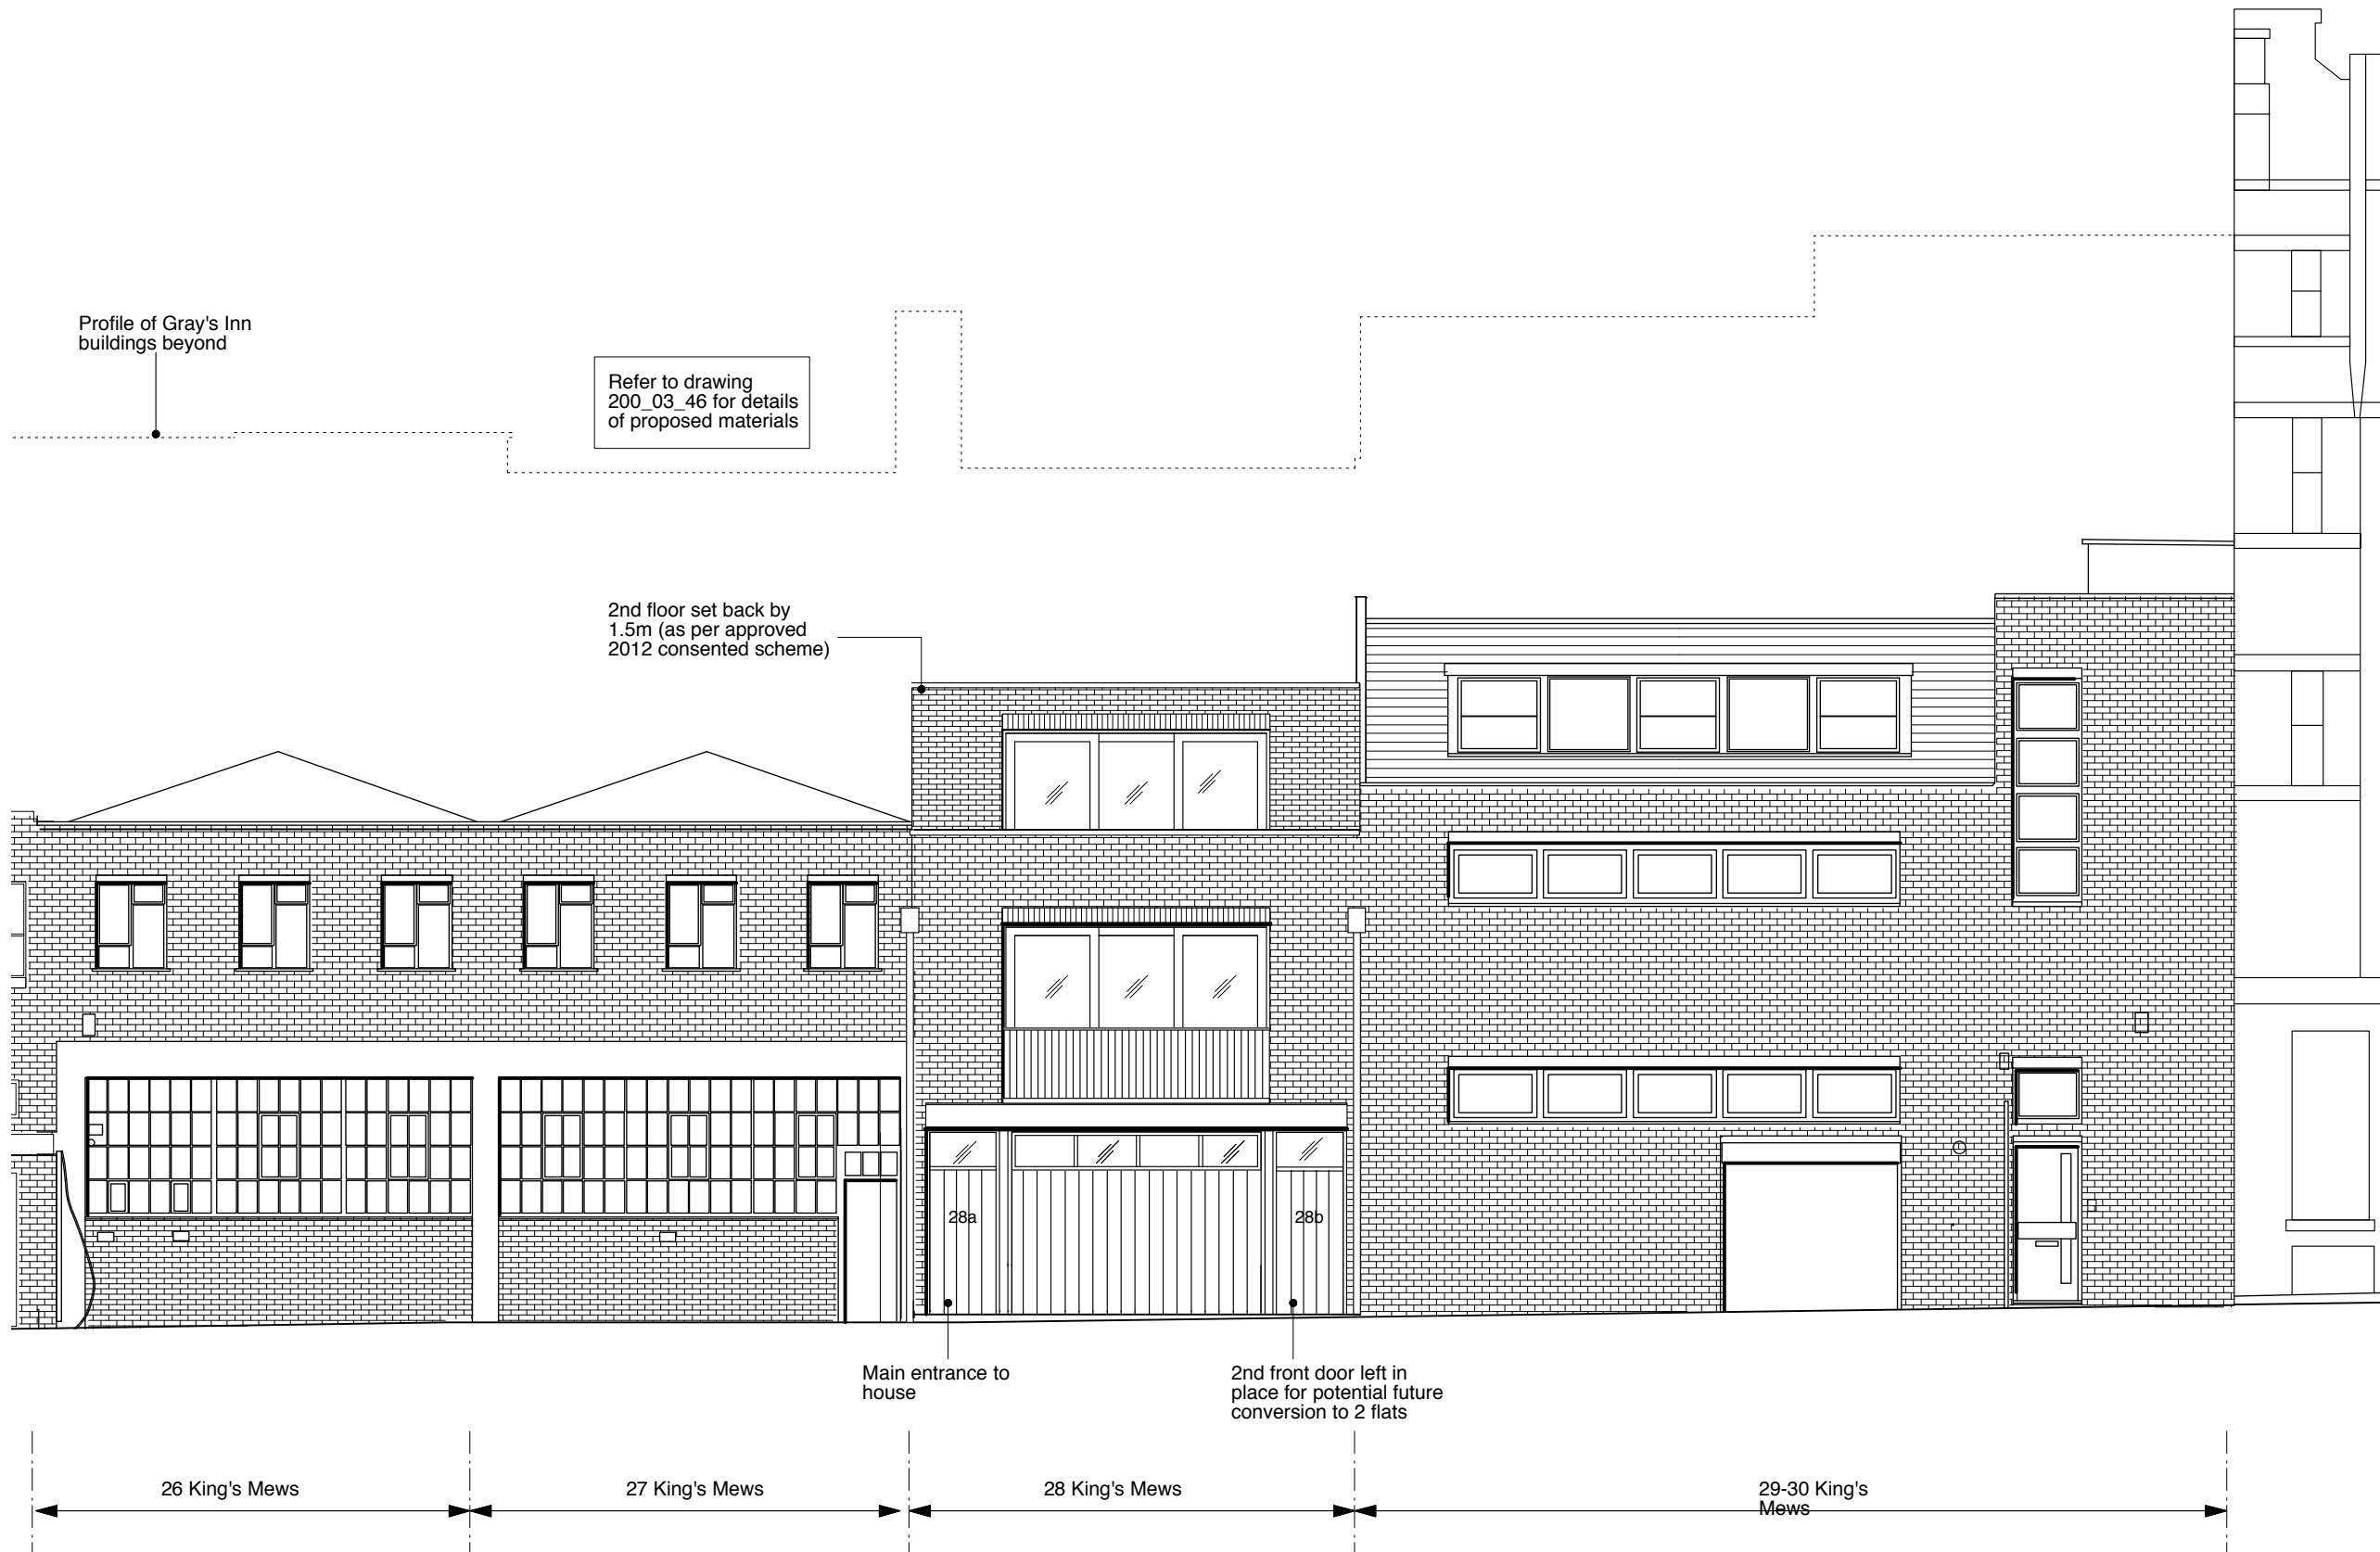 Profile of Gray's Inn
buildings beyond
Refer to drawing
200_03_46 for details
of proposed materials
2nd floor set back by
1.5m (as per approved
2012 consented scheme)
28a
28b
Main entrance to
house
2nd front door left in
place for potential future
conversion to 2 flats
26 King's Mews
27 King's Mews
28 King's Mews
29-30 King's
Mews